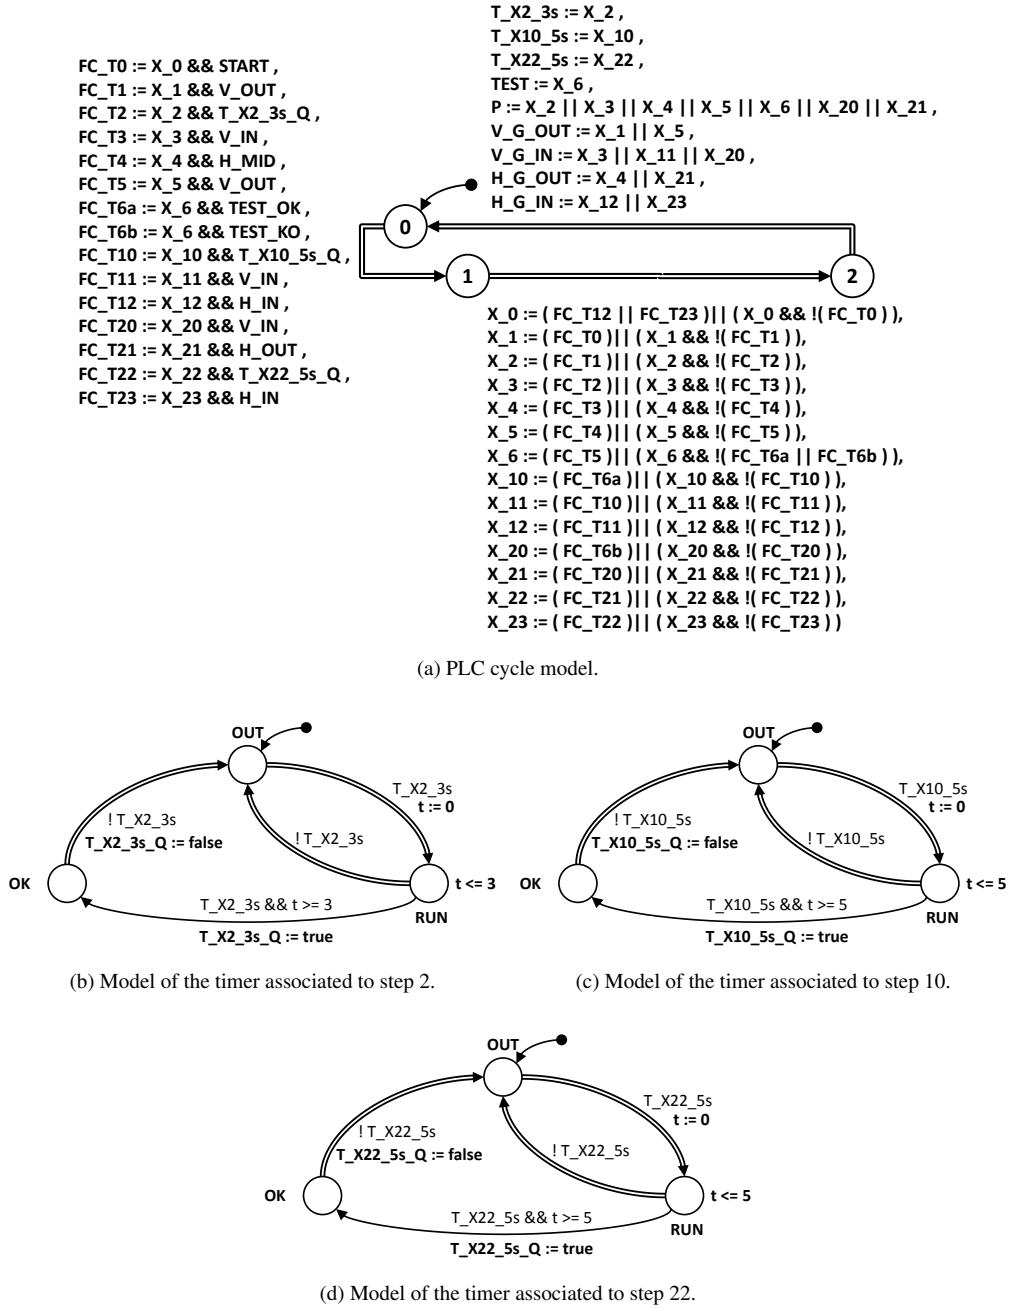 T_X2_3s := X_2 ,
T_X10_5s := X_10 ,
T_X22_5s := X_22 ,
TEST := X_6 ,
P := X_2 || X_3 || X_4 || X_5 || X_6 || X_20 || X_21 ,
V_G_OUT := X_1 || X_5 ,
V_G_IN := X_3 || X_11 || X_20 ,
H_G_OUT := X_4 || X_21 ,
H_G_IN := X_12 || X_23
FC_T0 := X_0 && START ,
FC_T1 := X_1 && V_OUT ,
FC_T2 := X_2 && T_X2_3s_Q ,
FC_T3 := X_3 && V_IN ,
FC_T4 := X_4 && H_MID ,
FC_T5 := X_5 && V_OUT ,
FC_T6a := X_6 && TEST_OK ,
FC_T6b := X_6 && TEST_KO ,
FC_T10 := X_10 && T_X10_5s_Q ,
FC_T11 := X_11 && V_IN ,
FC_T12 := X_12 && H_IN ,
FC_T20 := X_20 && V_IN ,
FC_T21 := X_21 && H_OUT ,
FC_T22 := X_22 && T_X22_5s_Q ,
FC_T23 := X_23 && H_IN
0
1
2
X_0 := ( FC_T12 || FC_T23 )|| ( X_0 && !( FC_T0 ) ),
X_1 := ( FC_T0 )|| ( X_1 && !( FC_T1 ) ),
X_2 := ( FC_T1 )|| ( X_2 && !( FC_T2 ) ),
X_3 := ( FC_T2 )|| ( X_3 && !( FC_T3 ) ),
X_4 := ( FC_T3 )|| ( X_4 && !( FC_T4 ) ),
X_5 := ( FC_T4 )|| ( X_5 && !( FC_T5 ) ),
X_6 := ( FC_T5 )|| ( X_6 && !( FC_T6a || FC_T6b ) ),
X_10 := ( FC_T6a )|| ( X_10 && !( FC_T10 ) ),
X_11 := ( FC_T10 )|| ( X_11 && !( FC_T11 ) ),
X_12 := ( FC_T11 )|| ( X_12 && !( FC_T12 ) ),
X_20 := ( FC_T6b )|| ( X_20 && !( FC_T20 ) ),
X_21 := ( FC_T20 )|| ( X_21 && !( FC_T21 ) ),
X_22 := ( FC_T21 )|| ( X_22 && !( FC_T22 ) ),
X_23 := ( FC_T22 )|| ( X_23 && !( FC_T23 ) )
(a) PLC cycle model.
OUT
T_X2_3s
t := 0
! T_X2_3s
T_X2_3s_Q := false
! T_X2_3s
OK
t <= 3
T_X2_3s && t >= 3
RUN
T_X2_3s_Q := true
(b) Model of the timer associated to step 2.
OUT
T_X10_5s
t := 0
! T_X10_5s
T_X10_5s_Q := false
! T_X10_5s
OK
t <= 5
T_X10_5s && t >= 5
RUN
T_X10_5s_Q := true
(c) Model of the timer associated to step 10.
OUT
T_X22_5s
t := 0
! T_X22_5s
T_X22_5s_Q := false
! T_X22_5s
OK
t <= 5
T_X22_5s && t >= 5
RUN
T_X22_5s_Q := true
(d) Model of the timer associated to step 22.